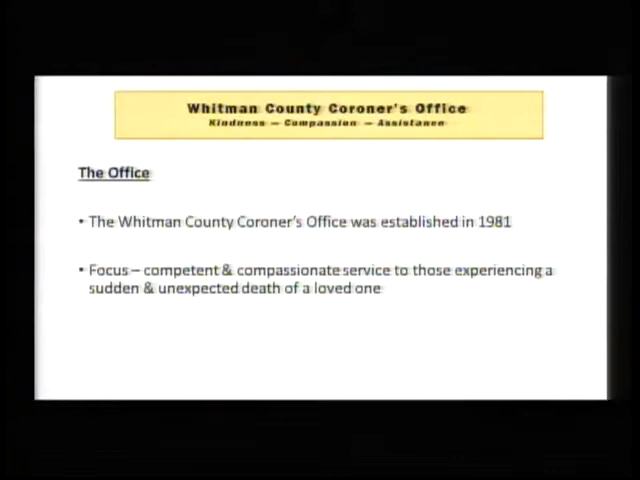 Whitman County Coroner's Office
Kindness – Compassion – Assistance
The Office
• The Whitman County Coroner's Office was established in 1981
• Focus – competent & compassionate service to those experiencing a
sudden & unexpected death of a loved one